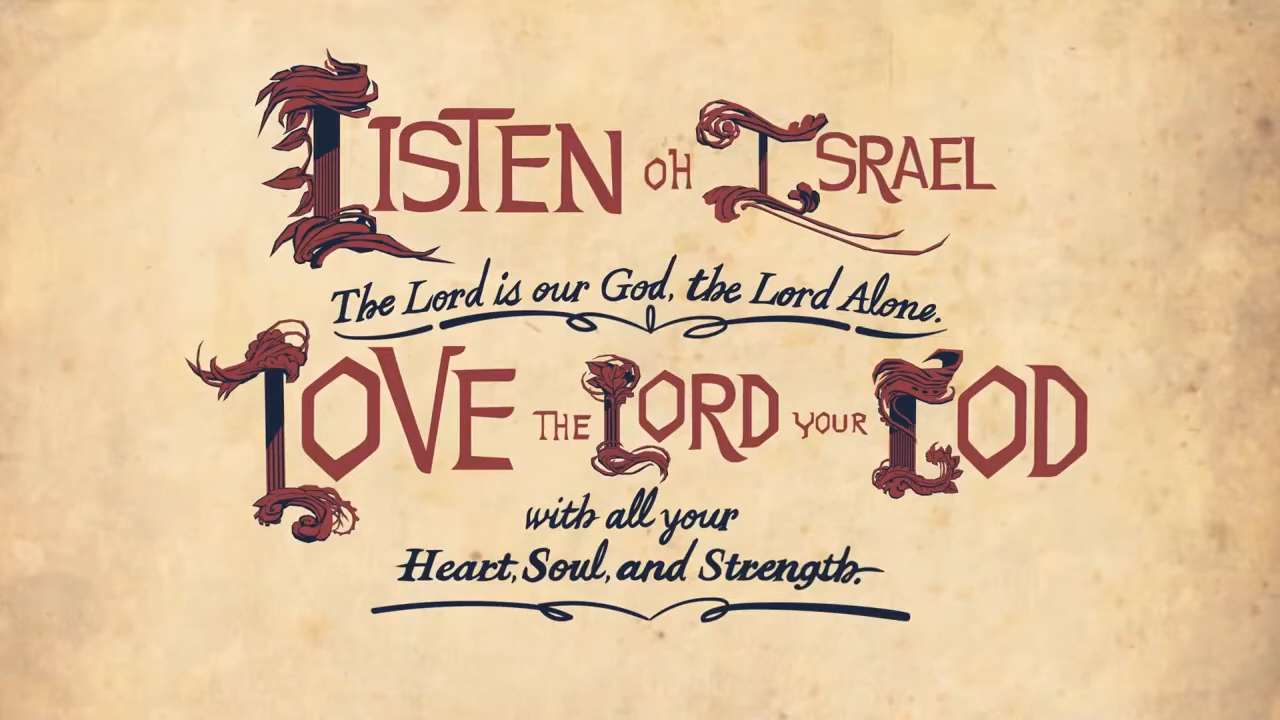 LISTEN OH ISRAEL
The Lord is our God, the Lord Alone.
LOVE THE LORD YOUR GOD
with all your
Heart, Soul, and Strength.